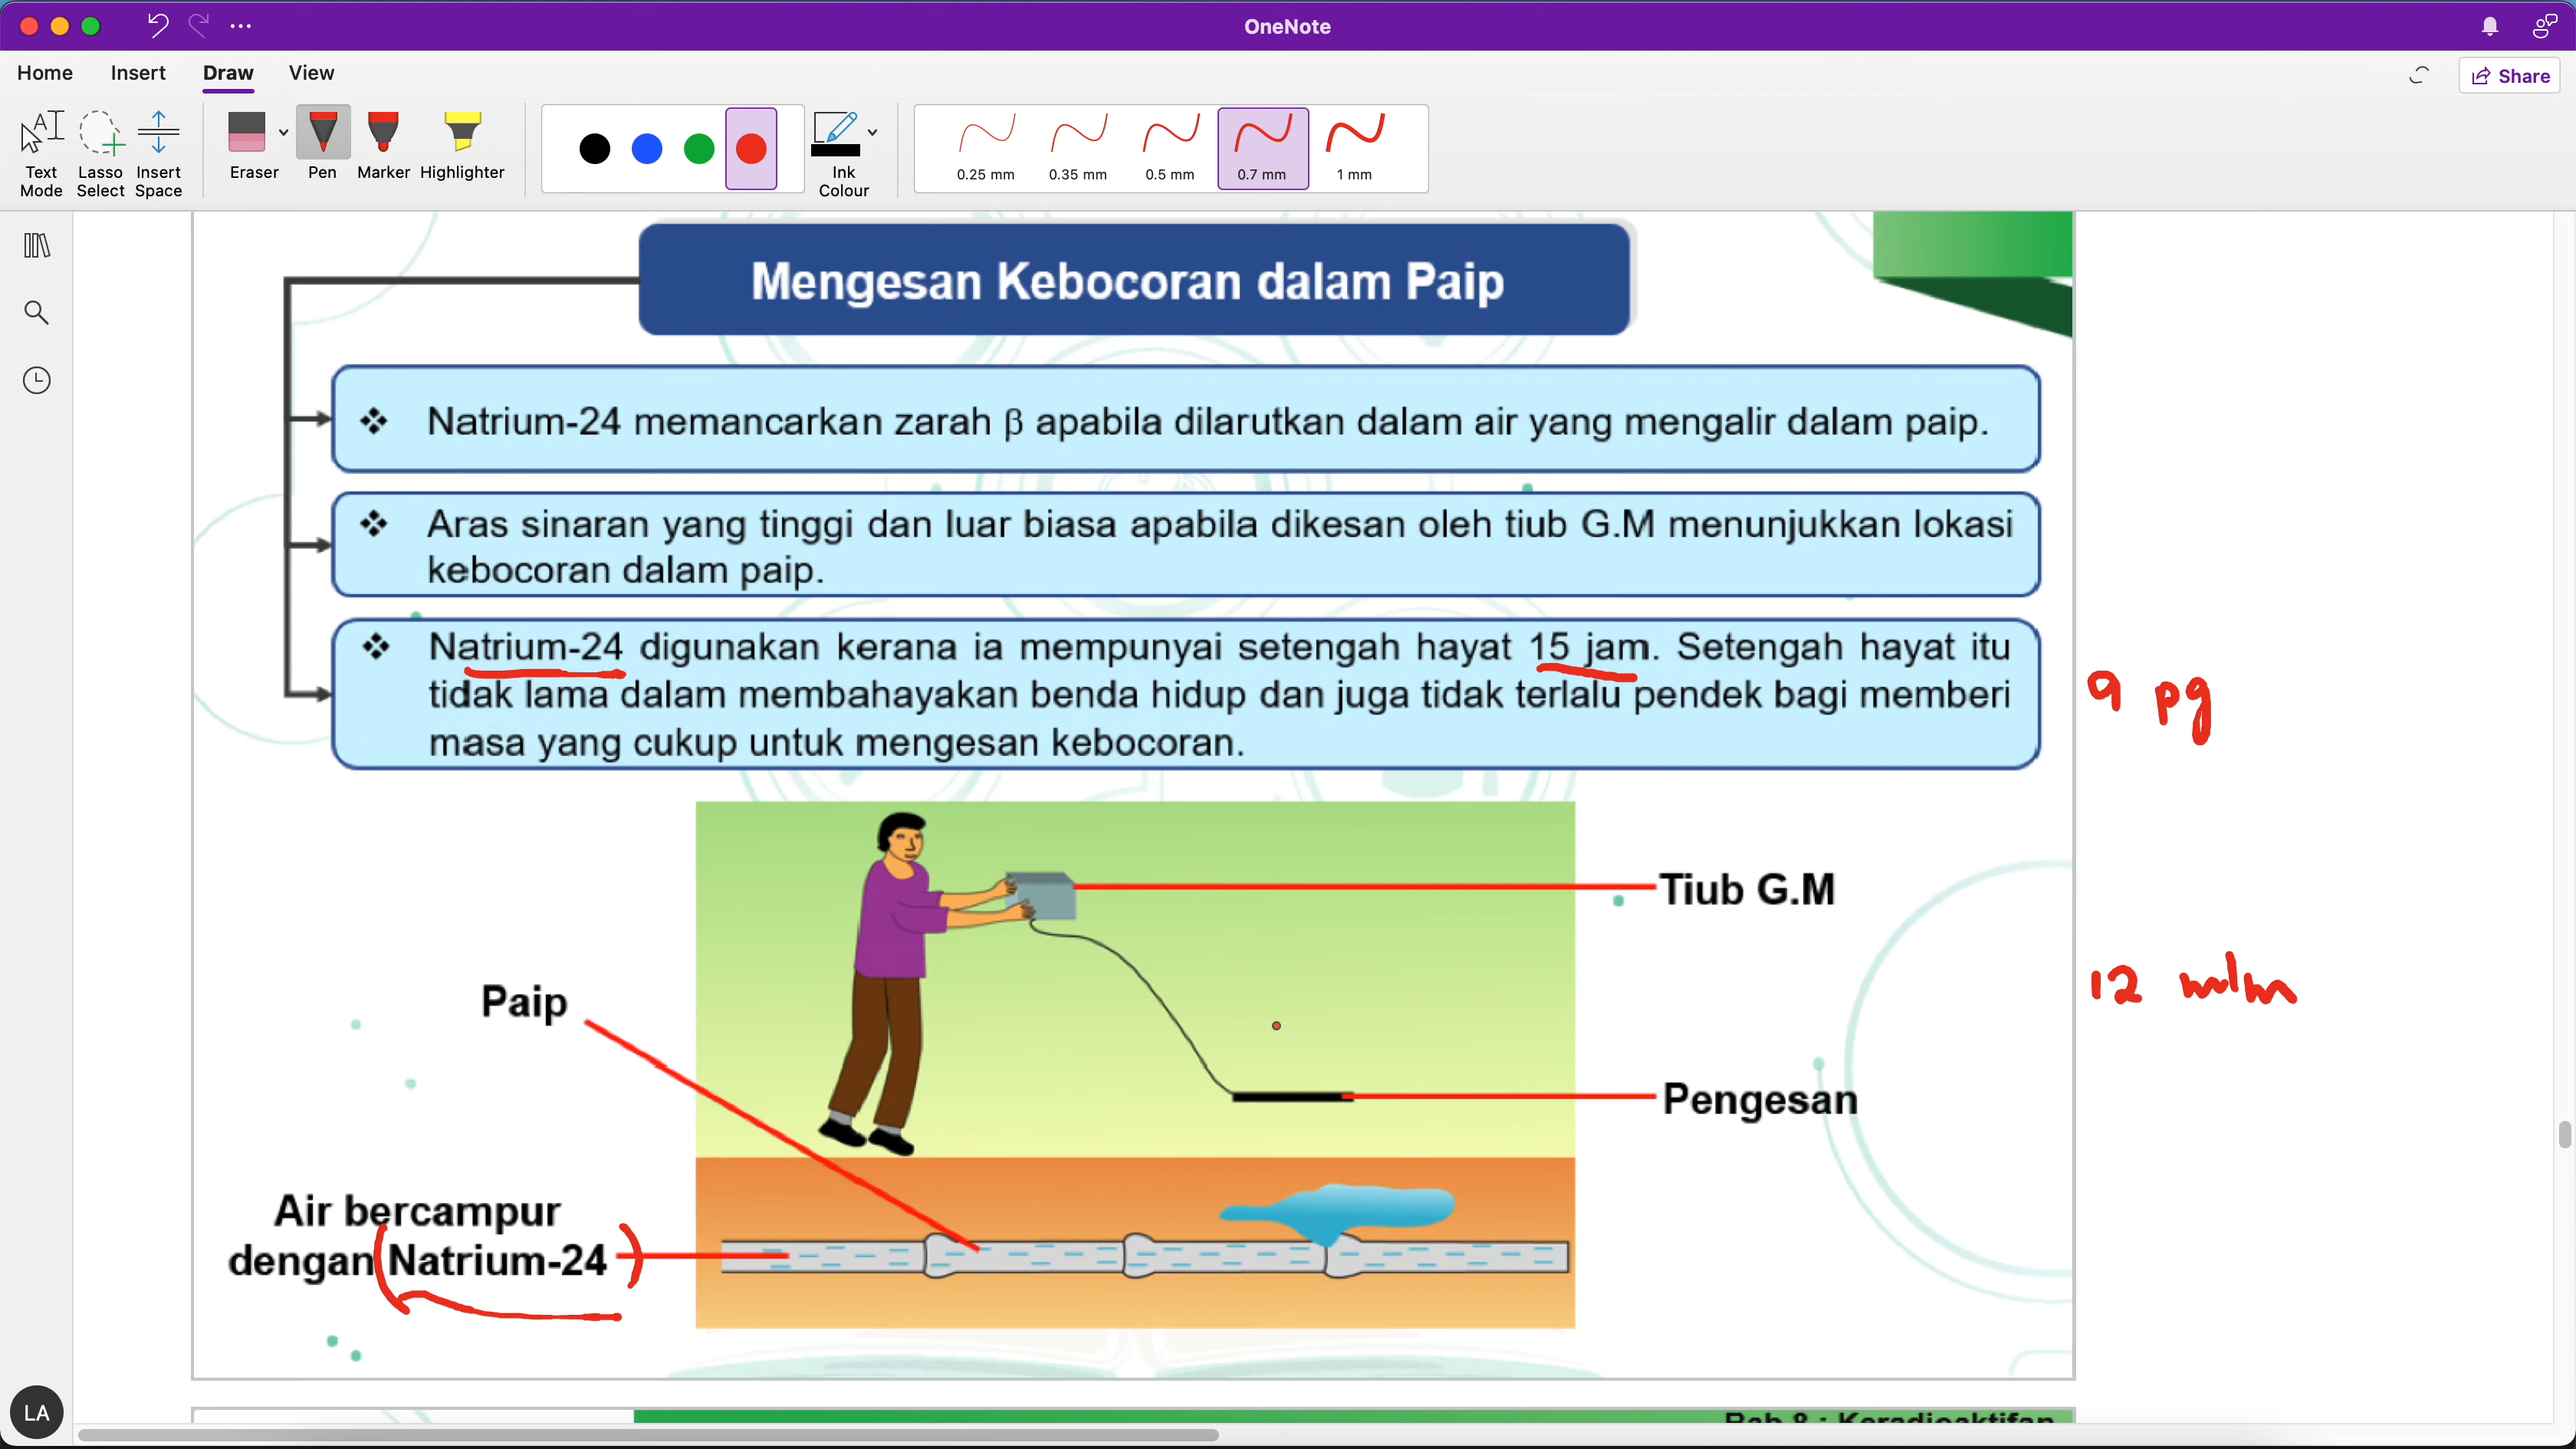 OneNote
Home Insert Draw View
Share
Text Mode
Lasso Select
Insert Space
Eraser
Pen
Marker
Highlighter
Ink Colour
0.25 mm
0.35 mm
0.5 mm
0.7 mm
1 mm
Mengesan Kebocoran dalam Paip
❖ Natrium-24 memancarkan zarah β apabila dilarutkan dalam air yang mengalir dalam paip.
❖ Aras sinaran yang tinggi dan luar biasa apabila dikesan oleh tiub G.M menunjukkan lokasi
kebocoran dalam paip.
❖ Natrium-24 digunakan kerana ia mempunyai setengah hayat 15 jam. Setengah hayat itu
tidak lama dalam membahayakan benda hidup dan juga tidak terlalu pendek bagi memberi
masa yang cukup untuk mengesan kebocoran.
9 pg
Tiub G.M
12 mlm
Paip
Pengesan
Air bercampur
dengan Natrium-24
LA
Bab 8 : Keradioaktifan